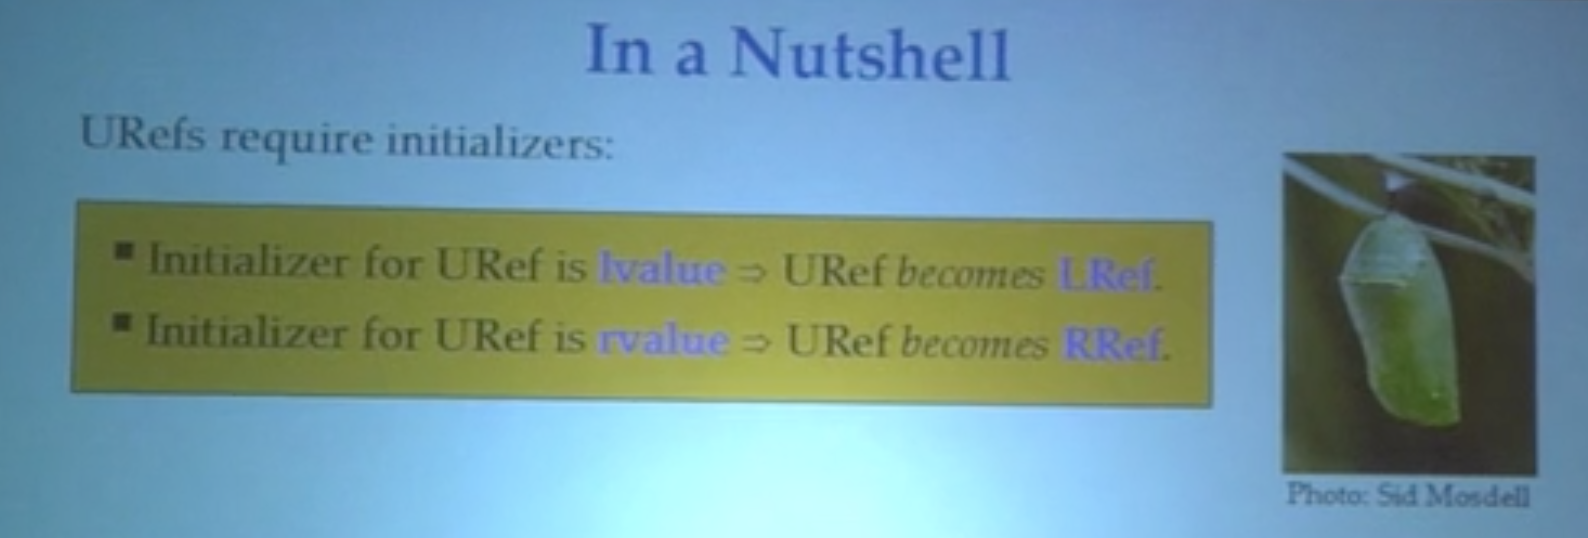 In a Nutshell
URefs require initializers:
▪ Initializer for URef is lvalue ⇒ URef becomes LRef.
▪ Initializer for URef is rvalue ⇒ URef becomes RRef.
Photo: Sid Mosdell